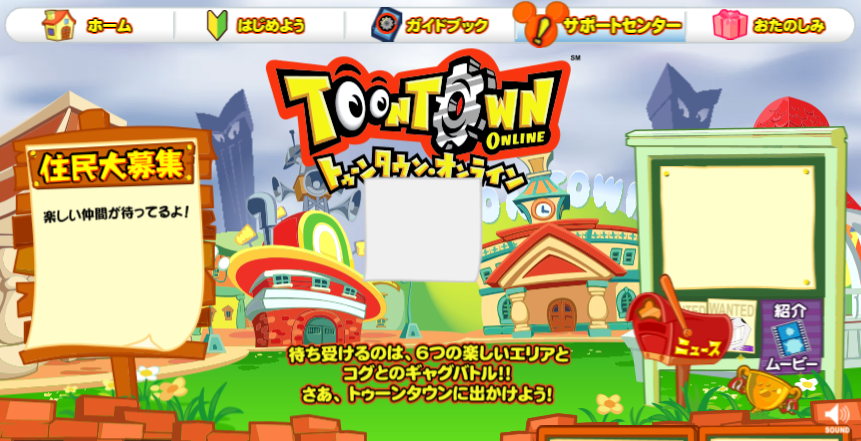 ホーム
はじめよう
ガイドブック
サポートセンター
おたのしみ
SM
TOONTOWN
ONLINE
トゥーンタウン・オンライン
住民大募集
楽しい仲間が待ってるよ!
WANTED
ニュース
紹介
ムービー
待ち受けるのは、6つの楽しいエリアと
コグとのギャグバトル!!
さあ、トゥーンタウンに出かけよう!
SOUND